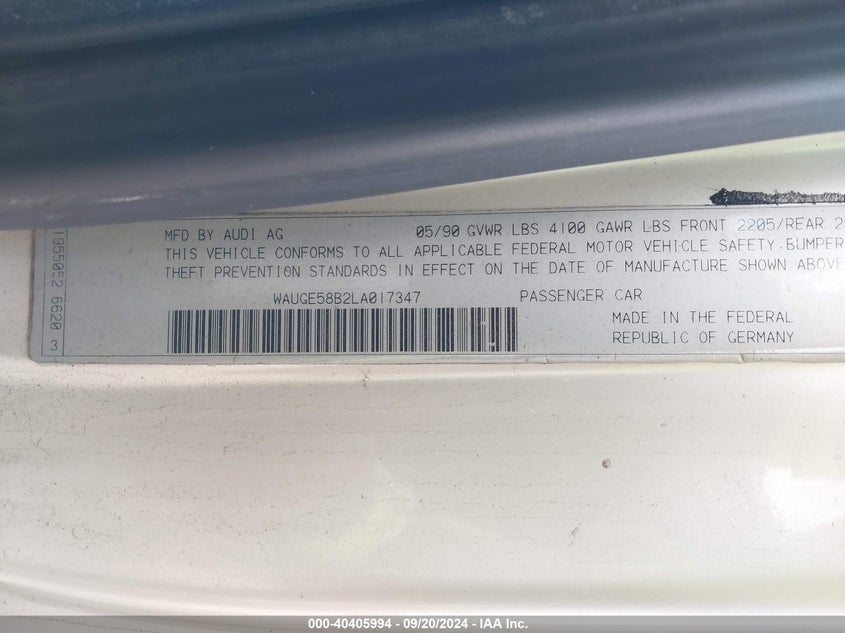 MFD BY AUDI AG 05/90 GVWR LBS 4100 GAWR LBS FRONT 2205/REAR
THIS VEHICLE CONFORMS TO ALL APPLICABLE FEDERAL MOTOR VEHICLE SAFETY.BUMPER
THEFT PREVENTION STANDARDS IN EFFECT ON THE DATE OF MANUFACTURE SHOWN ABOVE
WAUGE58B2LA017347 PASSENGER CAR
MADE IN THE FEDERAL
REPUBLIC OF GERMANY
1955052 6620 3
000-40405994 - 09/20/2024 - IAA Inc.